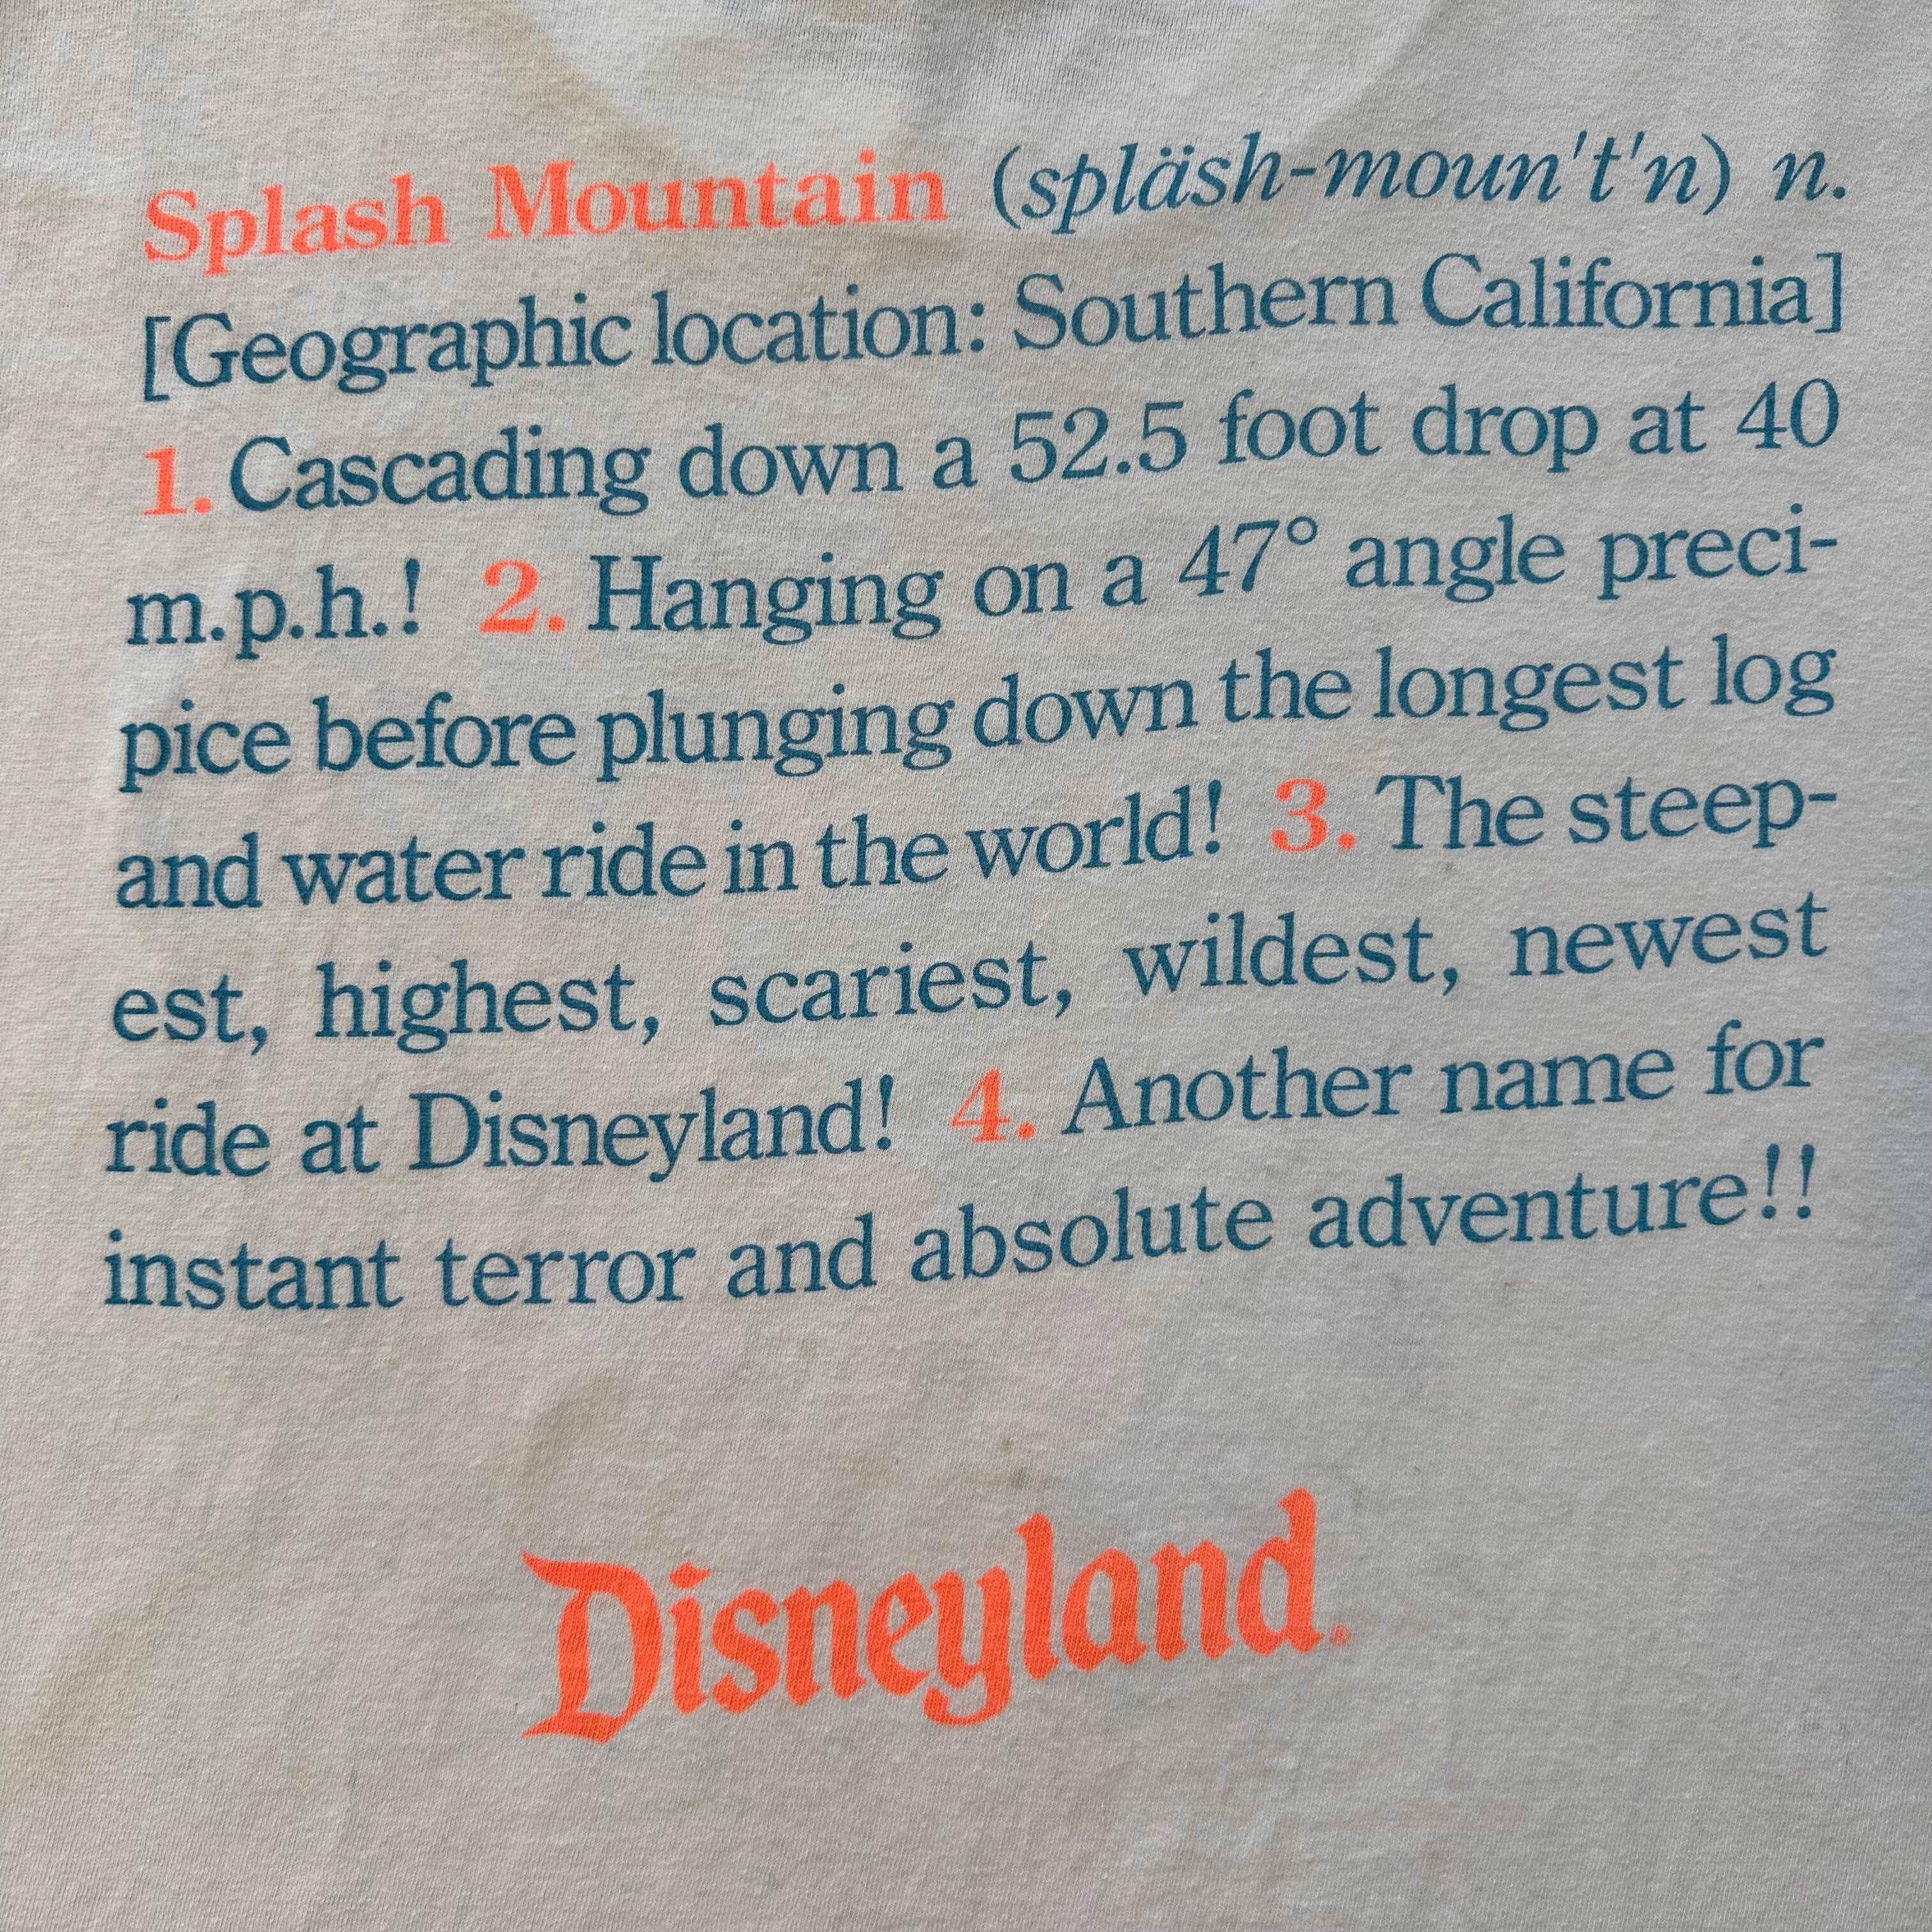 Splash Mountain (spläsh-moun't'n) n.
[Geographic location: Southern California]
1. Cascading down a 52.5 foot drop at 40
m.p.h.! 2. Hanging on a 47° angle preci-
pice before plunging down the longest log
and water ride in the world! 3. The steep-
est, highest, scariest, wildest, newest
ride at Disneyland! 4. Another name for
instant terror and absolute adventure!!
Disneyland®